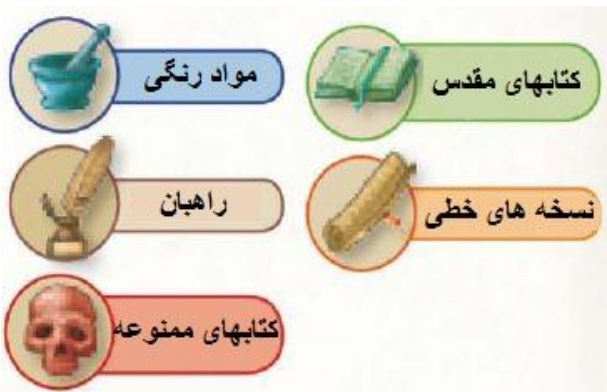 کتابهای مقدس
مواد رنگی
نسخه های خطی
راهبان
کتابهای ممنوعه